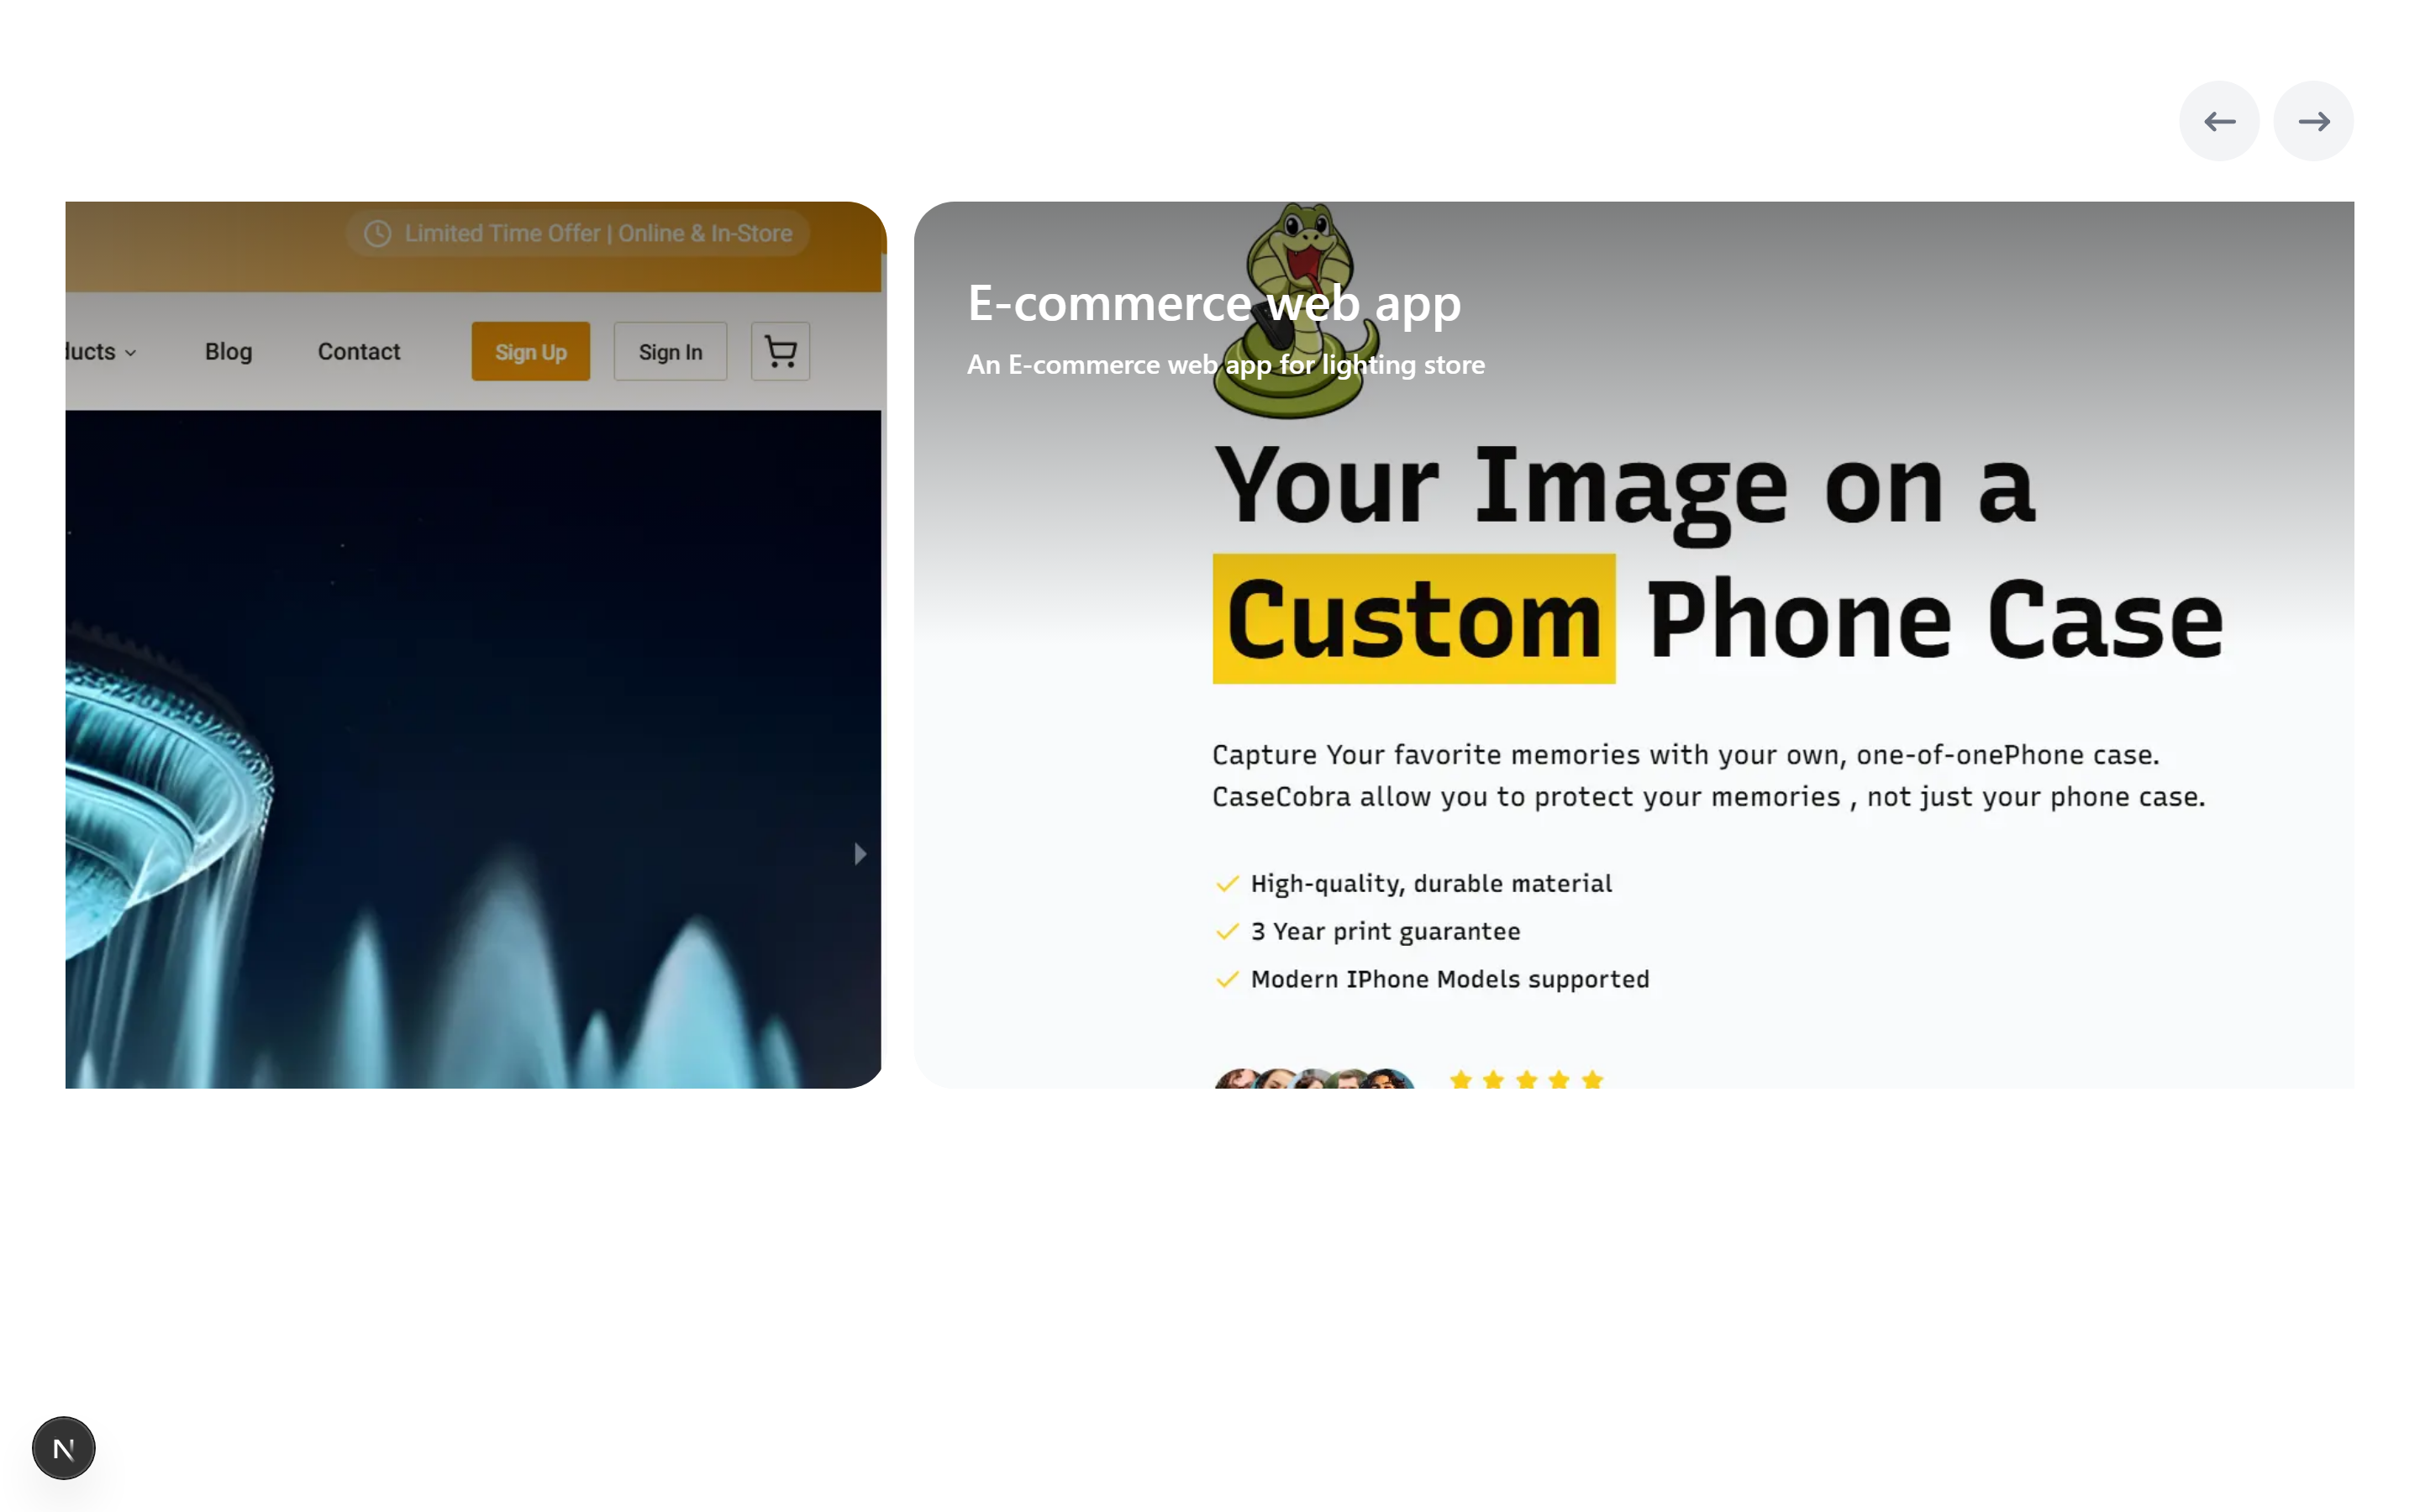 Limited Time Offer | Online & In-Store
Blog
Contact
Sign Up
Sign In
E-commerce web app
An E-commerce web app for lighting store
Your Image on a
Custom Phone Case
Capture Your favorite memories with your own, one-of-onePhone case.
CaseCobra allow you to protect your memories , not just your phone case.
High-quality, durable material
3 Year print guarantee
Modern IPhone Models supported
N